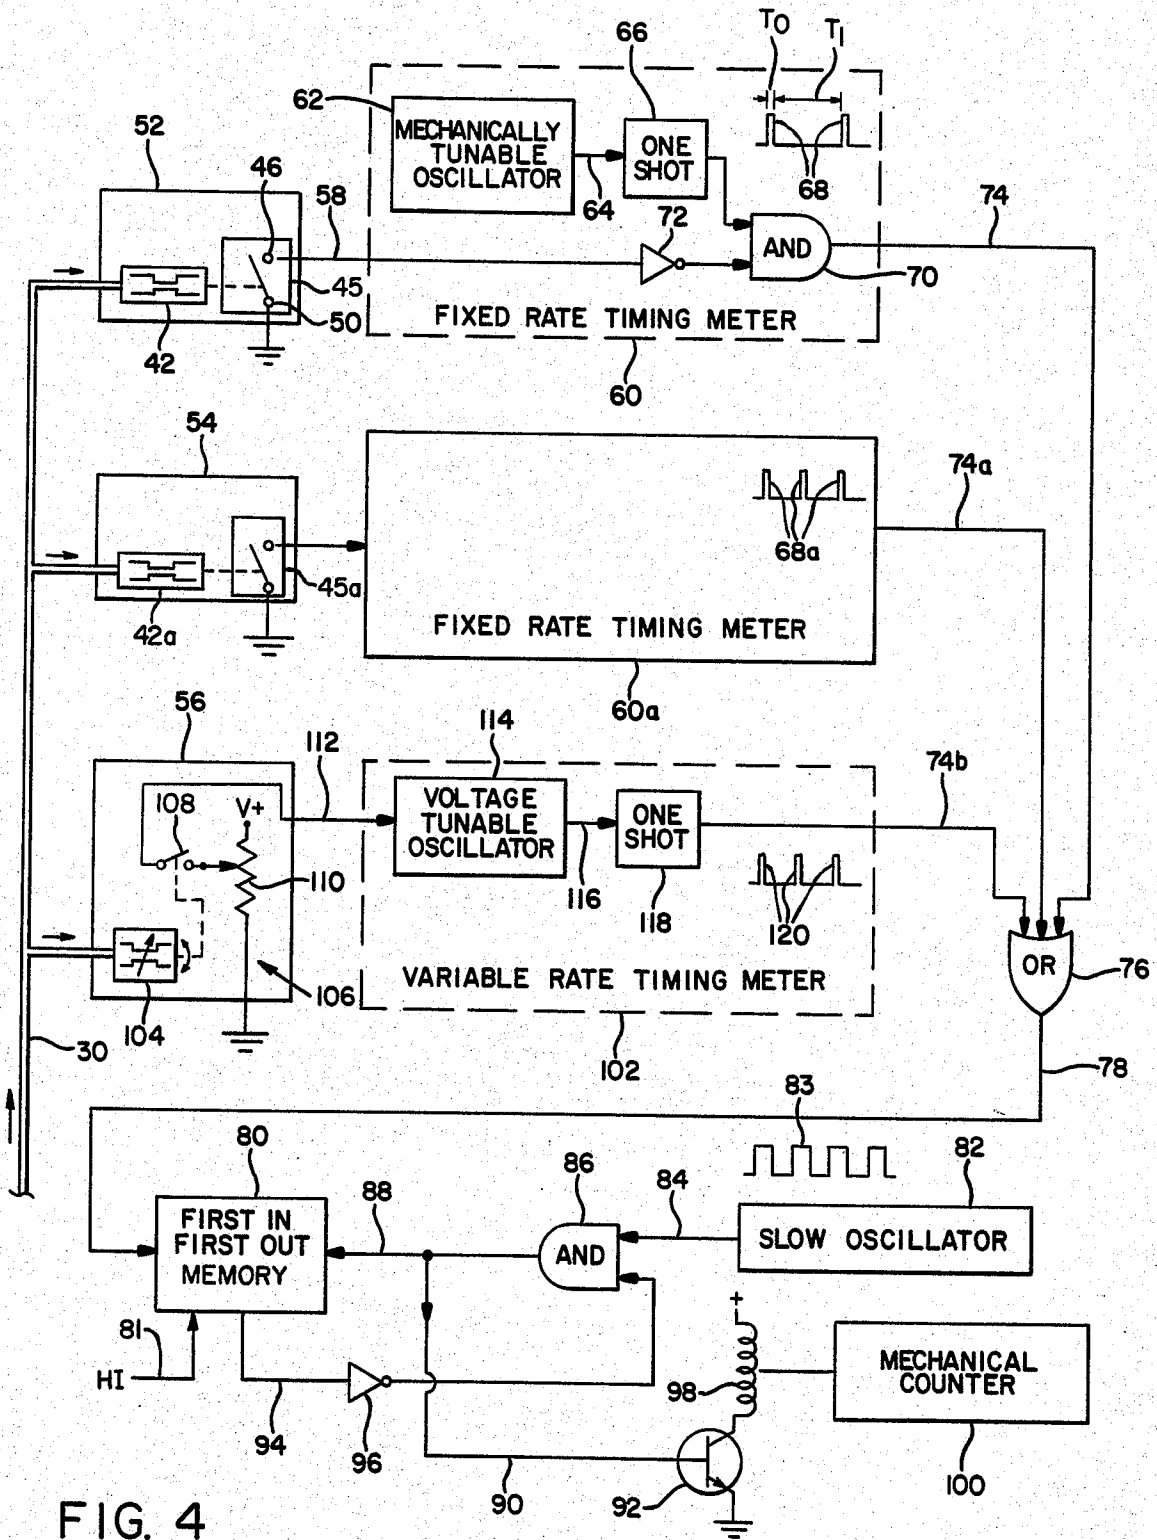 T0 T1
66
62
52
MECHANICALLY
TUNABLE
OSCILLATOR
ONE
SHOT
46
58
64
68
72
74
AND
70
45
50
42
FIXED RATE TIMING METER
60
54
74a
68a
45a
42a
FIXED RATE TIMING METER
60a
56
114
112
74b
108
V+
VOLTAGE
TUNABLE
OSCILLATOR
ONE
SHOT
110
116
118
120
OR
76
VARIABLE RATE TIMING METER
106
104
30
102
78
83
80
86
82
88
84
FIRST IN
FIRST OUT
MEMORY
AND
SLOW OSCILLATOR
+
81
HI
98
MECHANICAL
COUNTER
94
96
90
92
100
FIG. 4